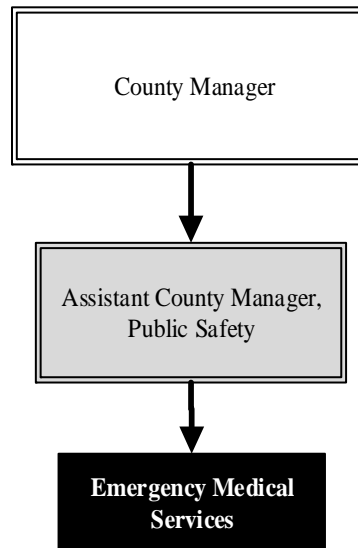 County Manager
Assistant County Manager,
Public Safety
Emergency Medical
Services